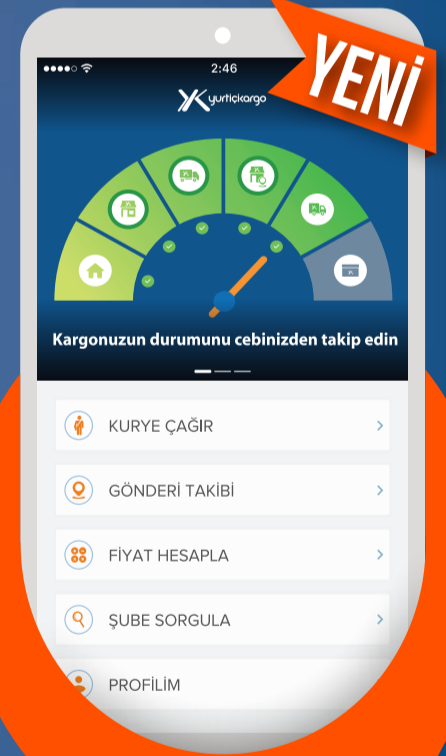 YENİ
2:46
yurtiçikargo
Kargonuzun durumunu cebinizden takip edin
KURYE ÇAĞIR
GÖNDERİ TAKİBİ
FİYAT HESAPLA
ŞUBE SORGULA
PROFİLİM